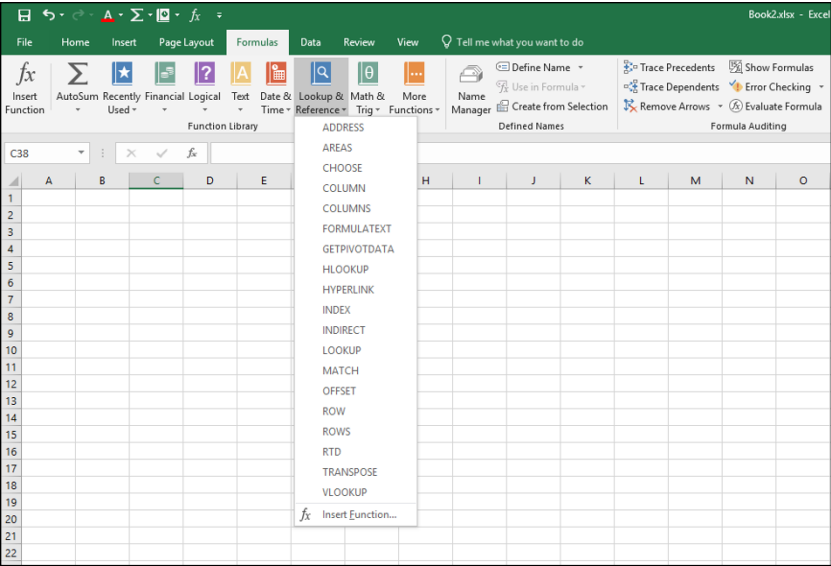 Book2.xlsx - Excel
File Home Insert Page Layout Formulas Data Review View Tell me what you want to do
fx Σ A ? A Q θ ...
Insert Function AutoSum Recently Used Financial Logical Text Date & Time Lookup & Reference Math & Trig More Functions Name Manager
Define Name
Use in Formula
Create from Selection
Trace Precedents Show Formulas
Trace Dependents Error Checking
Remove Arrows fx Evaluate Formula
Function Library Defined Names Formula Auditing
C38 fx
A B C D E H I J K L M N O
1
2
3
4
5
6
7
8
9
10
11
12
13
14
15
16
17
18
19
20
21
22
ADDRESS
AREAS
CHOOSE
COLUMN
COLUMNS
FORMULATEXT
GETPIVOTDATA
HLOOKUP
HYPERLINK
INDEX
INDIRECT
LOOKUP
MATCH
OFFSET
ROW
ROWS
RTD
TRANSPOSE
VLOOKUP
fx Insert Function...